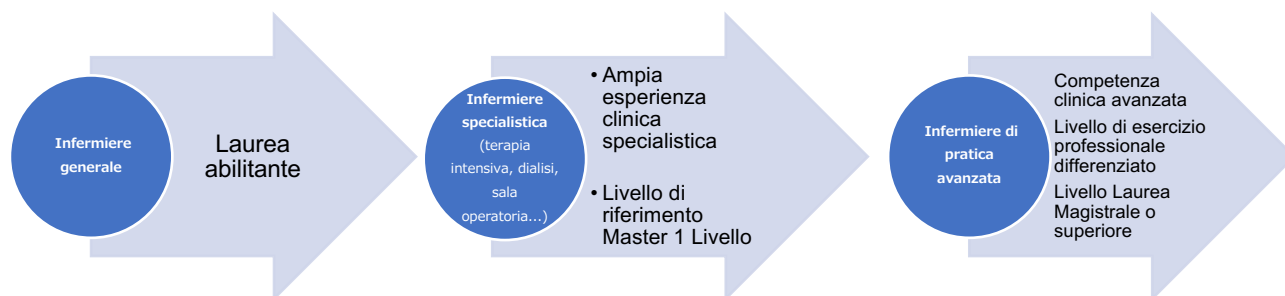 Infermiere
generale
Laurea
abilitante
Infermiere
specialistica
(terapia
intensiva, dialisi,
sala
operatoria...)
• Ampia
esperienza
clinica
specialistica
• Livello di
riferimento
Master 1 Livello
Infermiere di
pratica
avanzata
Competenza
clinica avanzata
Livello di esercizio
professionale
differenziato
Livello Laurea
Magistrale o
superiore